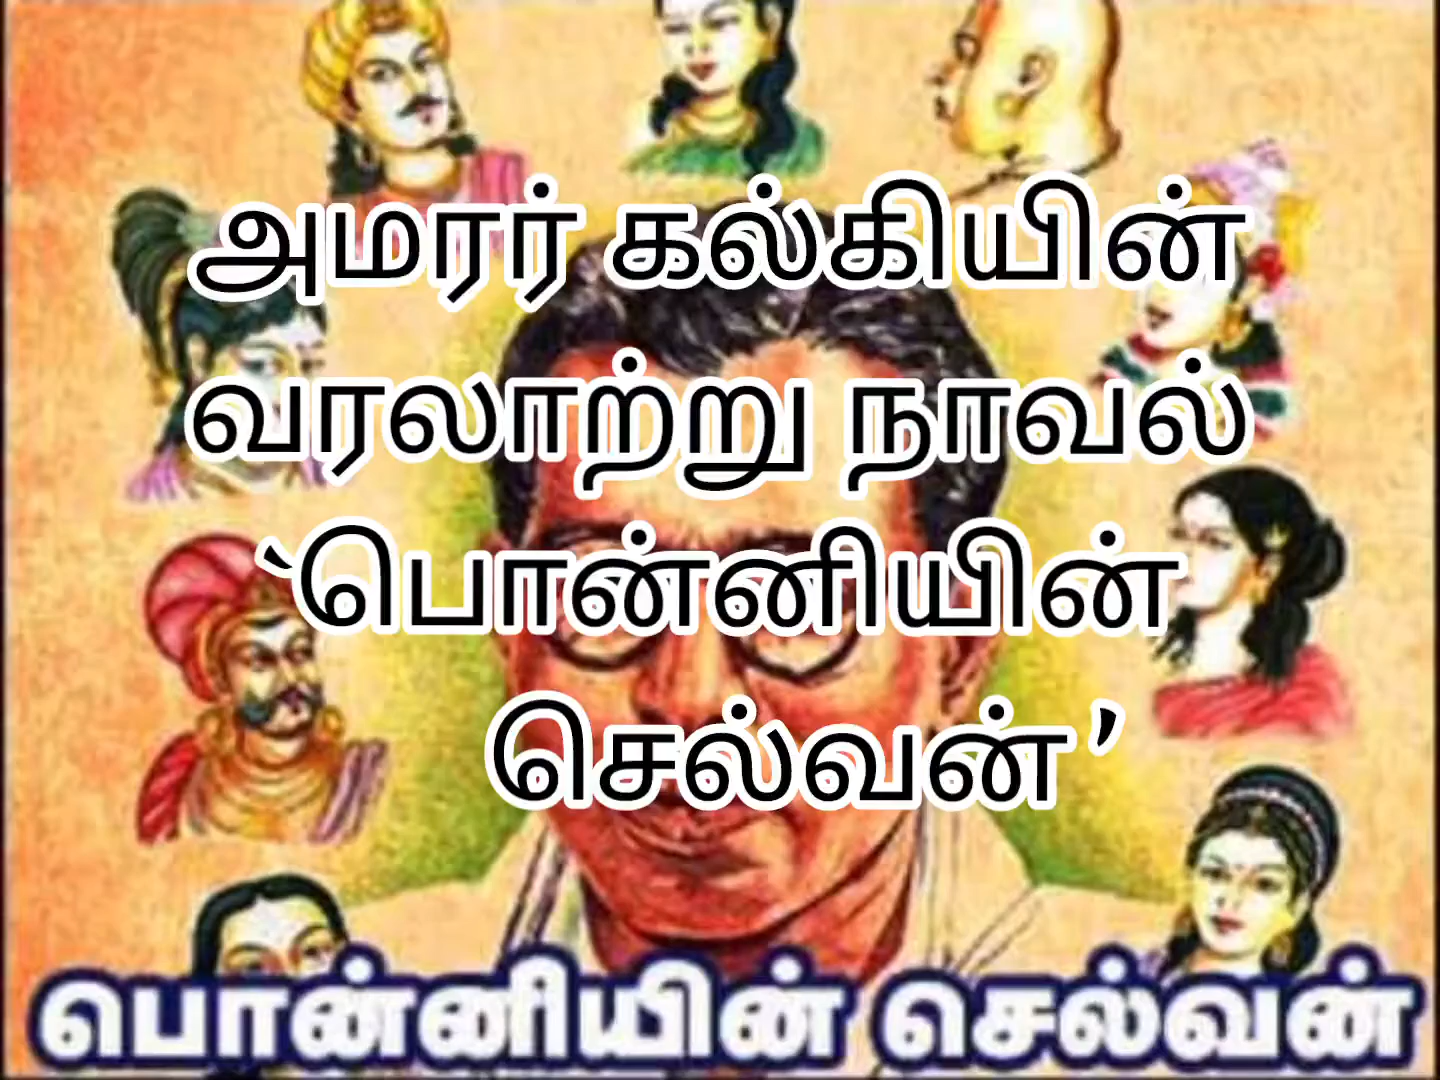 அமரர் கல்கியின்
வரலாற்று நாவல்
`பொன்னியின்
செல்வன்'
பொன்னியின் செல்வன்